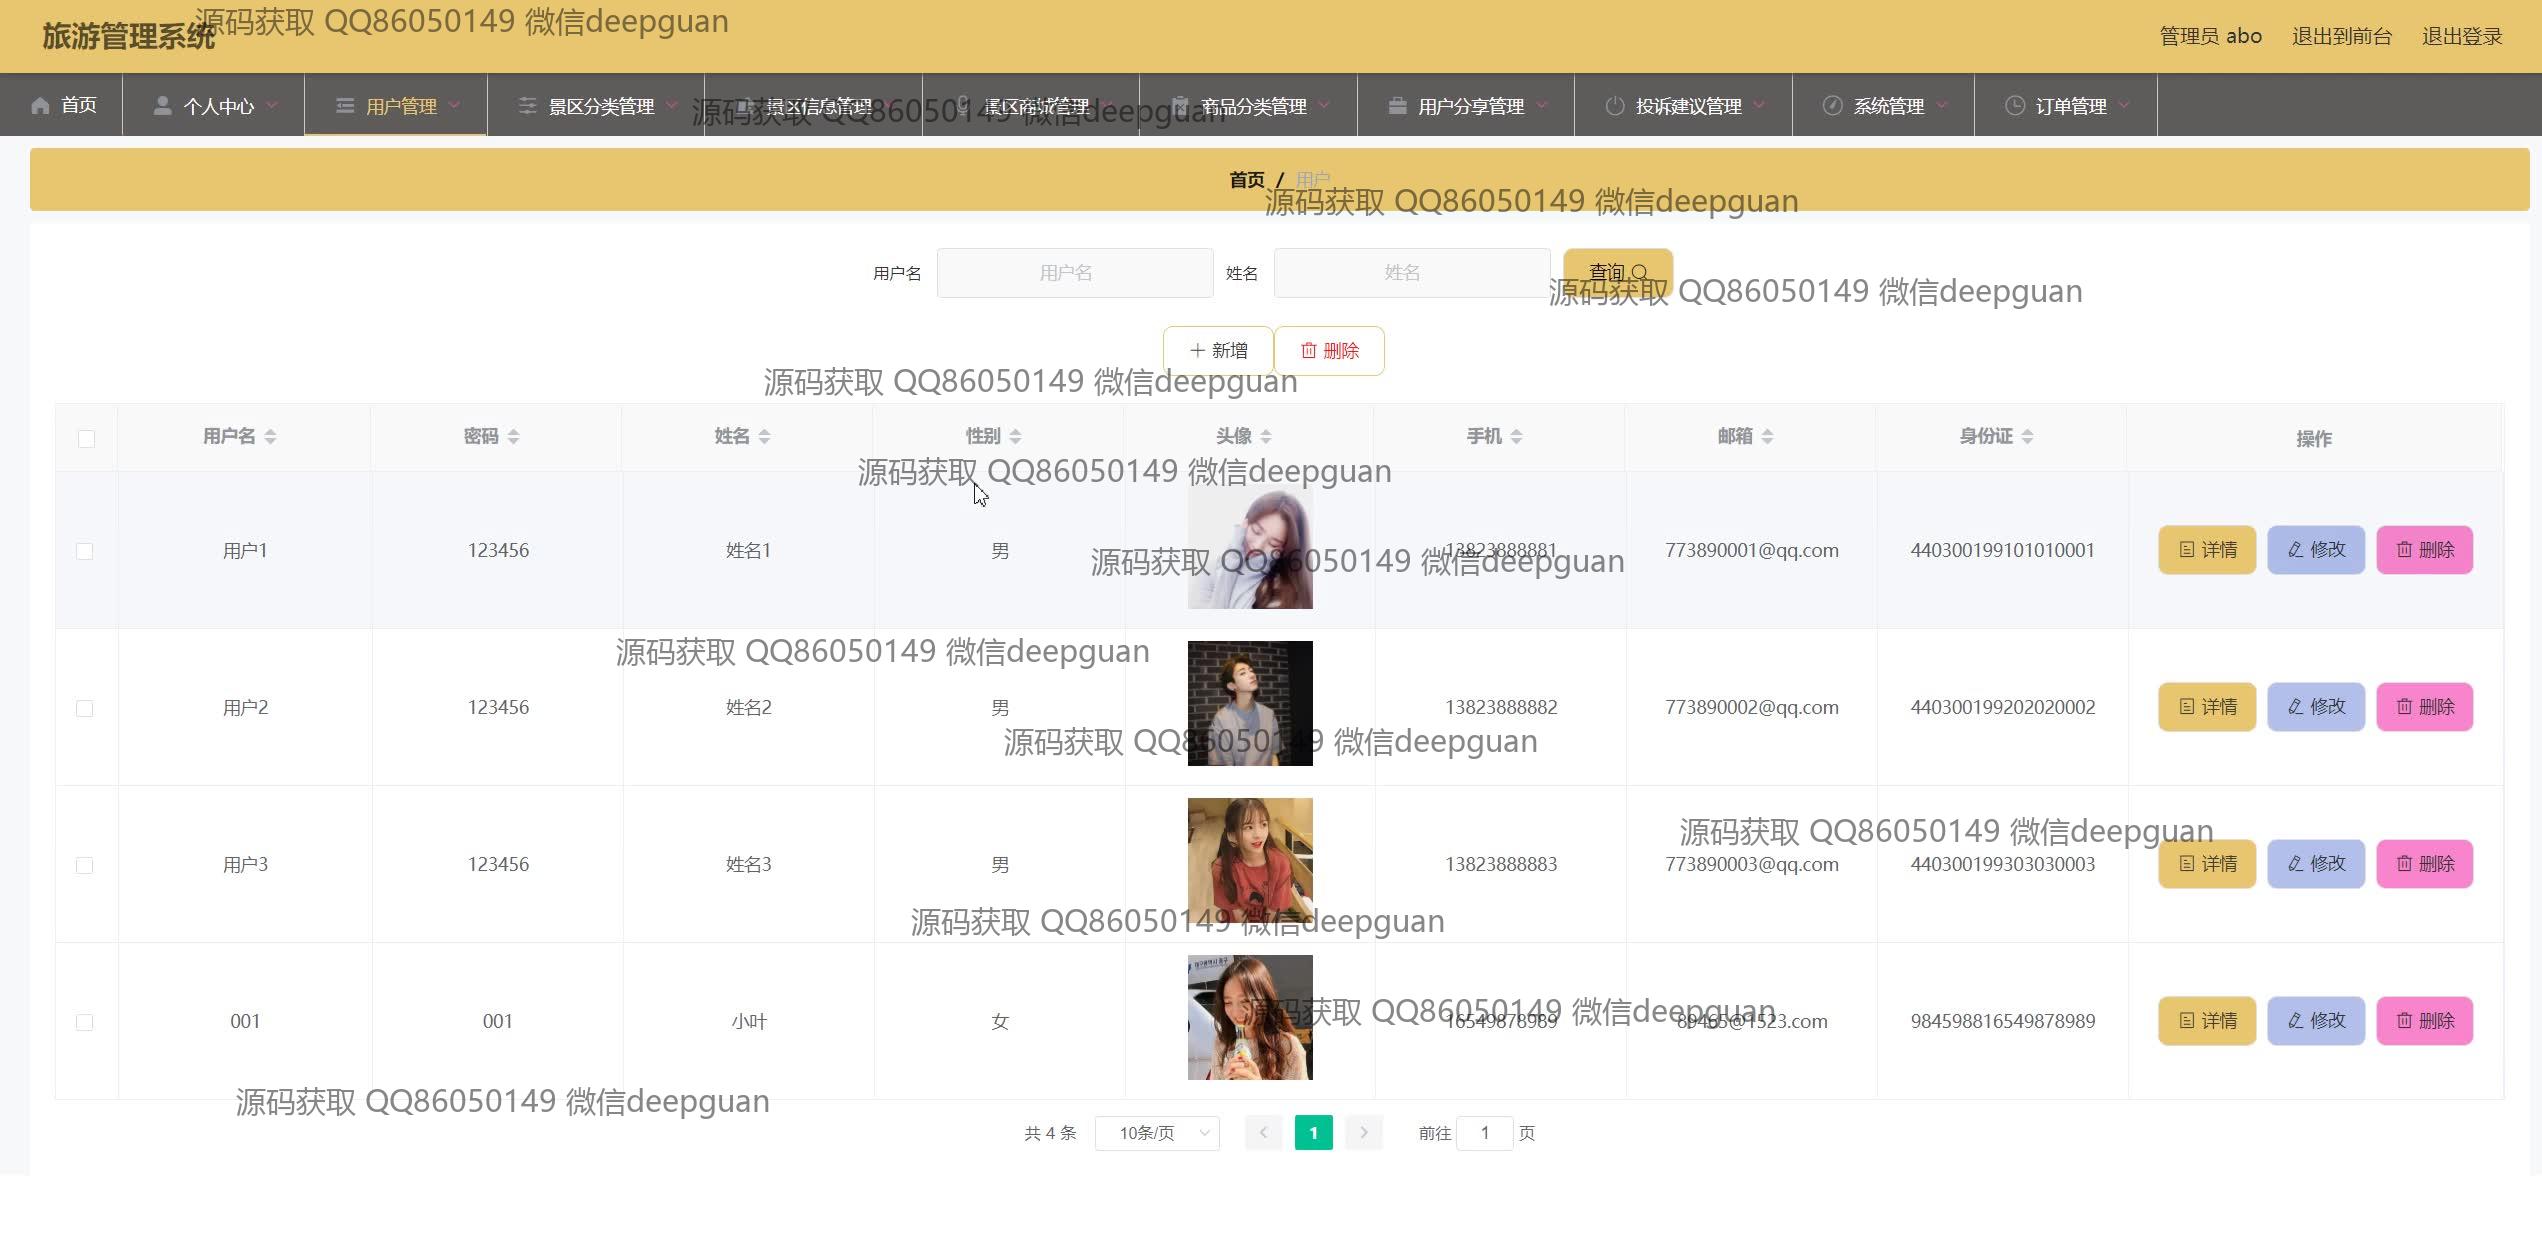 旅游管理系统
源码获取 QQ86050149 微信deepguan
管理员 abo 退出到前台 退出登录
首页 个人中心 用户管理 景区分类管理 景区信息管理 景区商城管理 商品分类管理 用户分享管理 投诉建议管理 系统管理 订单管理
源码获取 QQ86050149 微信deepguan
首页 / 用户
源码获取 QQ86050149 微信deepguan
用户名 用户名 姓名 姓名 查询
源码获取 QQ86050149 微信deepguan
新增 删除
源码获取 QQ86050149 微信deepguan
用户名 密码 姓名 性别 头像 手机 邮箱 身份证 操作
源码获取 QQ86050149 微信deepguan
用户1 123456 姓名1 男 13823888881 773890001@qq.com 440300199101010001 详情 修改 删除
源码获取 QQ86050149 微信deepguan
源码获取 QQ86050149 微信deepguan
用户2 123456 姓名2 男 13823888882 773890002@qq.com 440300199202020002 详情 修改 删除
源码获取 QQ86050149 微信deepguan
源码获取 QQ86050149 微信deepguan
用户3 123456 姓名3 男 13823888883 773890003@qq.com 440300199303030003 详情 修改 删除
源码获取 QQ86050149 微信deepguan
源码获取 QQ86050149 微信deepguan
001 001 小叶 女 16549878989 89465@1523.com 984598816549878989 详情 修改 删除
源码获取 QQ86050149 微信deepguan
共 4 条 10条/页 1 前往 1 页